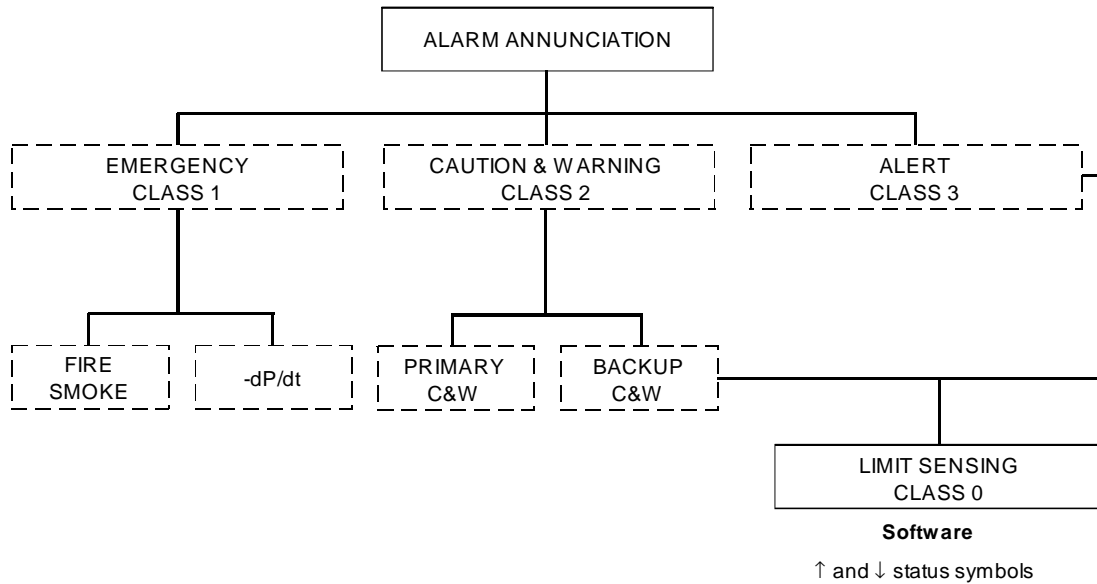 ALARM ANNUNCIATION
EMERGENCY
CLASS 1
CAUTION & WARNING
CLASS 2
ALERT
CLASS 3
FIRE
SMOKE
-dP/dt
PRIMARY
C&W
BACKUP
C&W
LIMIT SENSING
CLASS 0
Software
↑ and ↓ status symbols